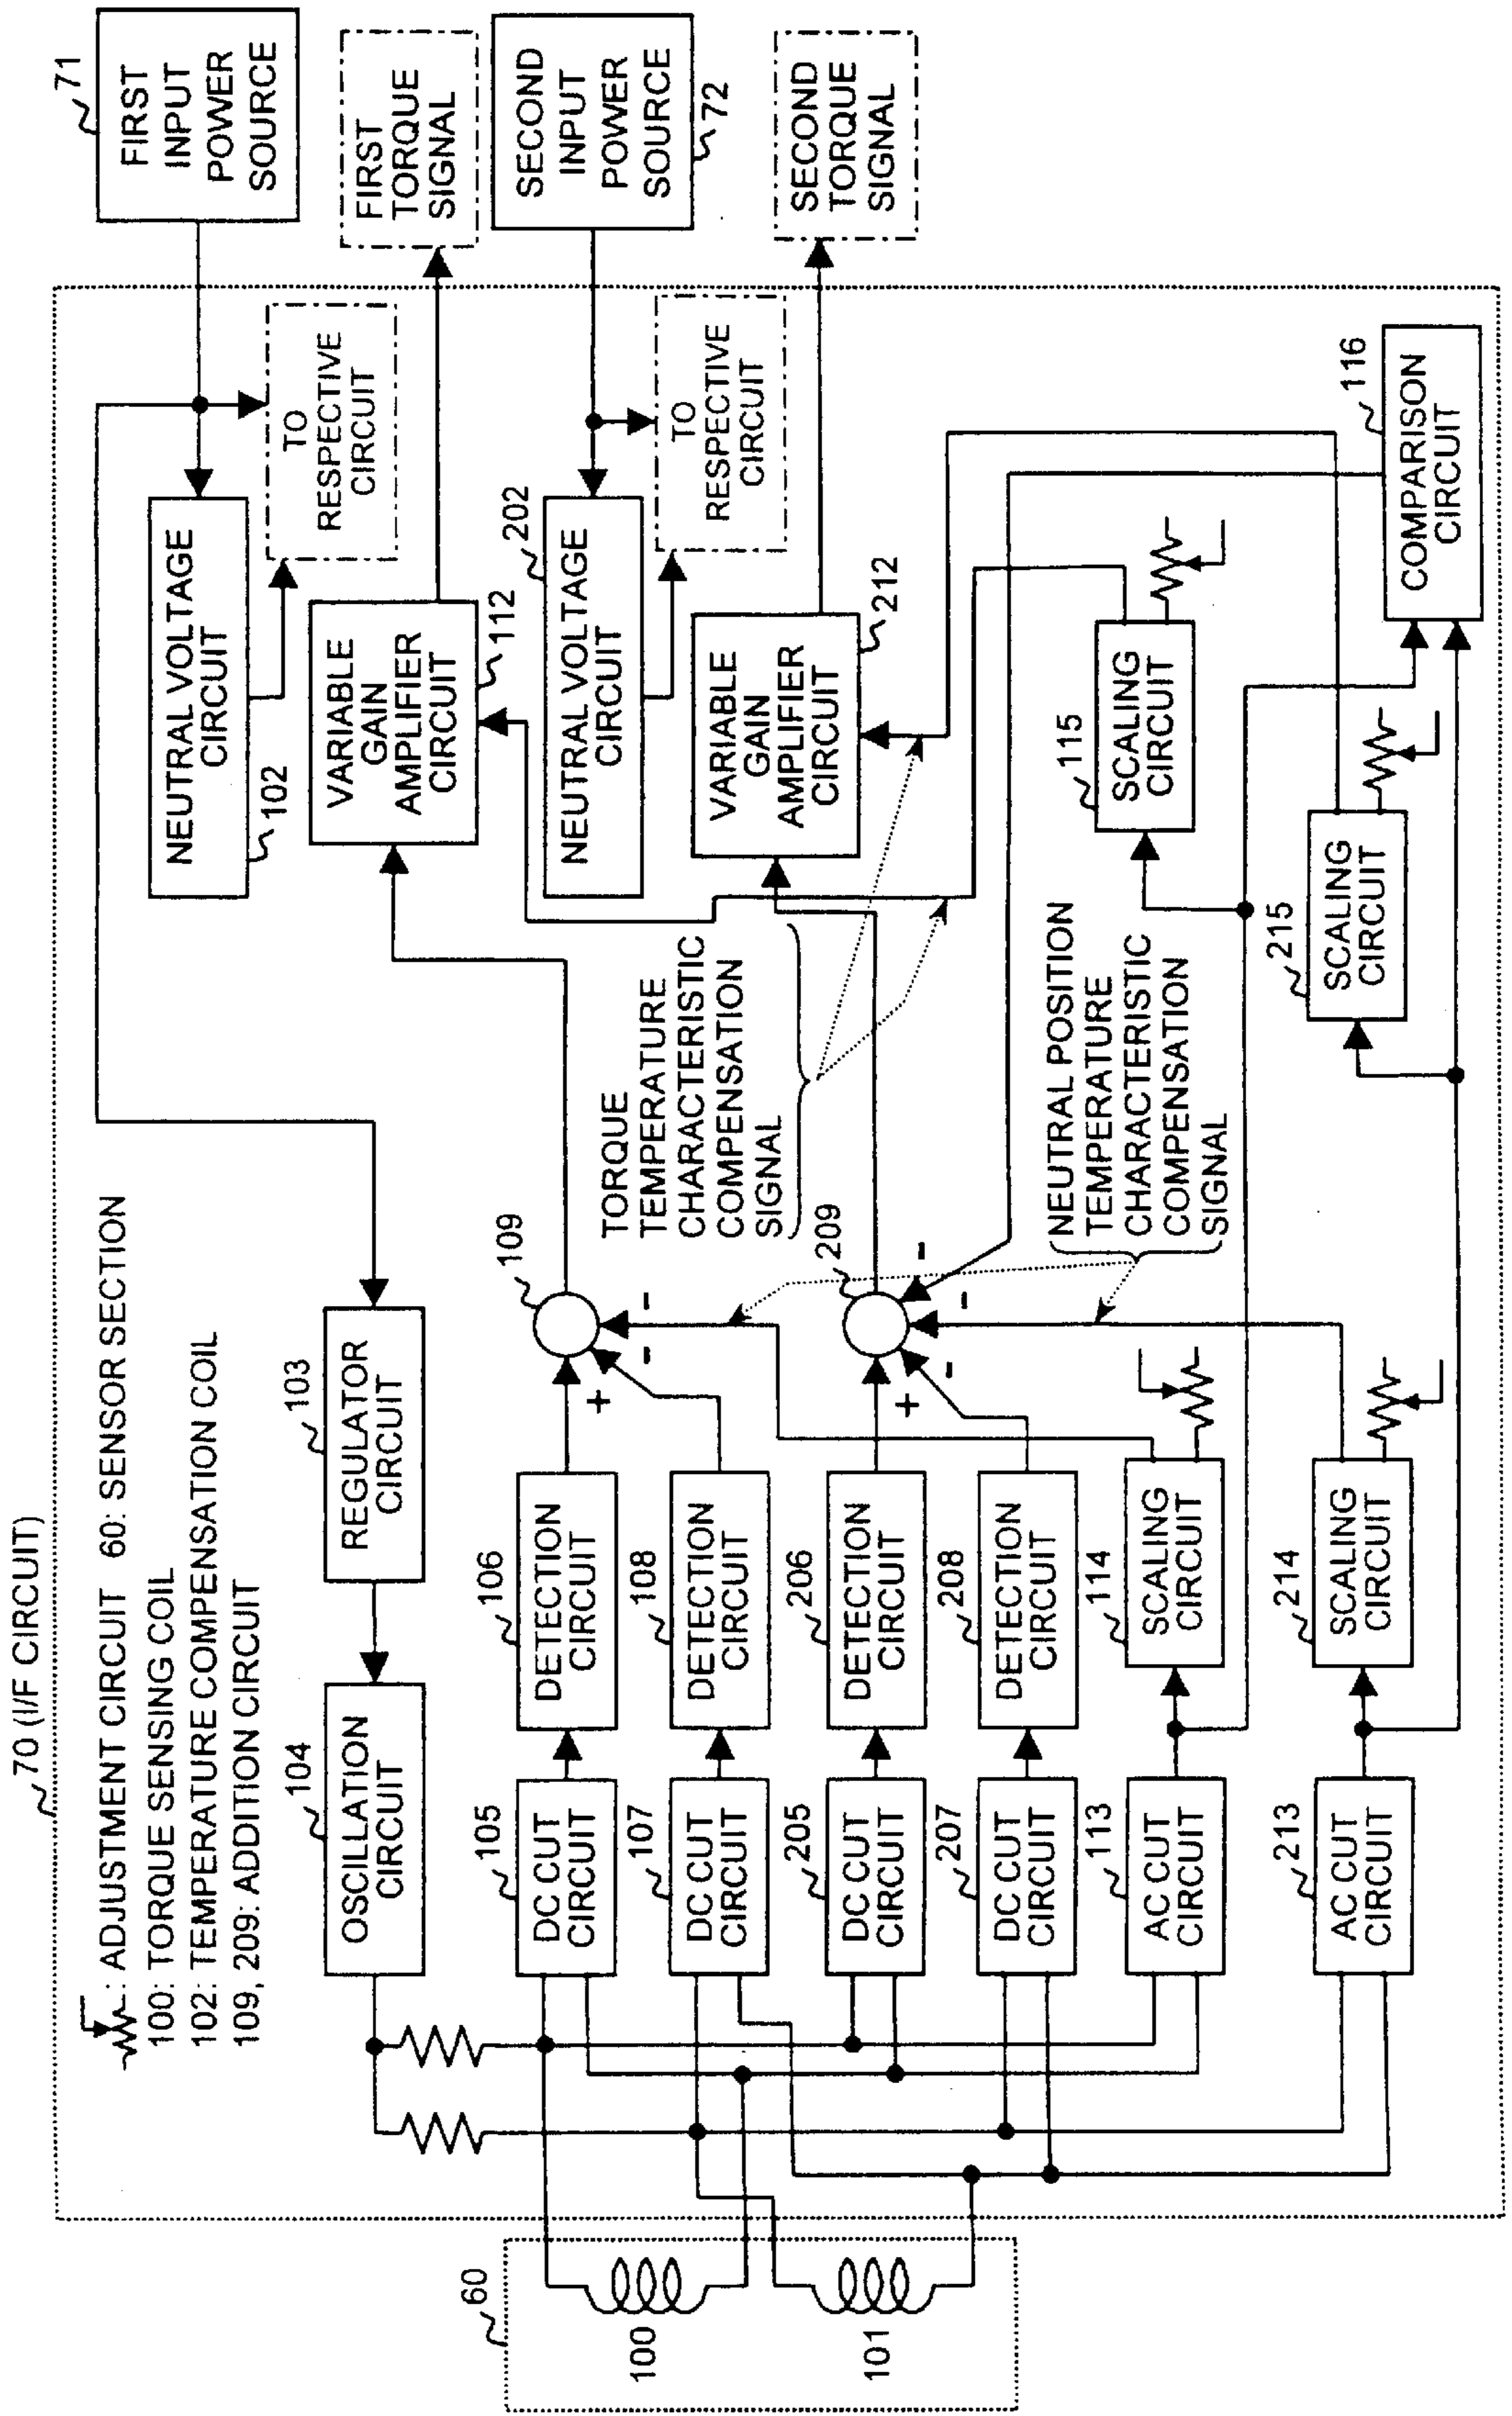 70 (I/F CIRCUIT)
: ADJUSTMENT CIRCUIT 60: SENSOR SECTION
100: TORQUE SENSING COIL
102: TEMPERATURE COMPENSATION COIL
109, 209: ADDITION CIRCUIT
71
FIRST
INPUT
POWER
SOURCE
FIRST
TORQUE
SIGNAL
SECOND
INPUT
POWER
SOURCE
72
SECOND
TORQUE
SIGNAL
NEUTRAL VOLTAGE
CIRCUIT
102
TO
RESPECTIVE
CIRCUIT
VARIABLE
GAIN
AMPLIFIER
CIRCUIT
112
202
NEUTRAL VOLTAGE
CIRCUIT
TO
RESPECTIVE
CIRCUIT
VARIABLE
GAIN
AMPLIFIER
CIRCUIT
212
104
OSCILLATION
CIRCUIT
103
REGULATOR
CIRCUIT
105
DC CUT
CIRCUIT
106
DETECTION
CIRCUIT
109
+
-
-
107
DC CUT
CIRCUIT
108
DETECTION
CIRCUIT
TORQUE
TEMPERATURE
CHARACTERISTIC
COMPENSATION
SIGNAL
205
DC CUT
CIRCUIT
206
DETECTION
CIRCUIT
209
+
-
-
-
207
DC CUT
CIRCUIT
208
DETECTION
CIRCUIT
NEUTRAL POSITION
TEMPERATURE
CHARACTERISTIC
COMPENSATION
SIGNAL
113
AC CUT
CIRCUIT
114
SCALING
CIRCUIT
115
SCALING
CIRCUIT
213
AC CUT
CIRCUIT
214
SCALING
CIRCUIT
215
SCALING
CIRCUIT
116
COMPARISON
CIRCUIT
60
100
101